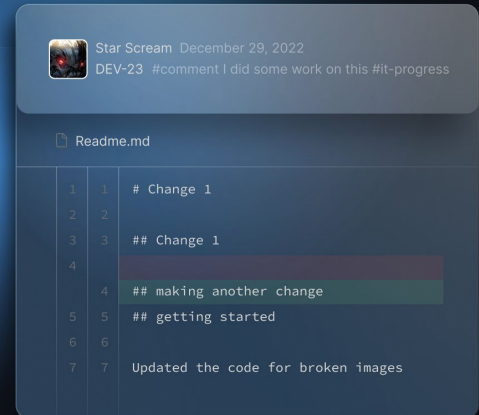 Star Scream December 29, 2022
DEV-23 #comment I did some work on this #it-progress
Readme.md
1 1 # Change 1
2 2
3 3 ## Change 1
4
4 ## making another change
5 5 ## getting started
6 6
7 7 Updated the code for broken images